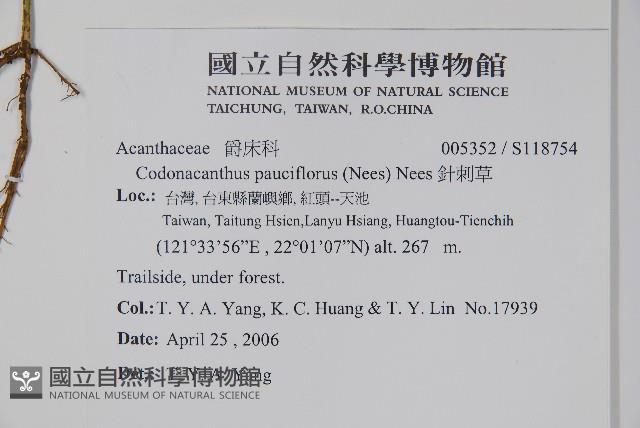 國立自然科學博物館
NATIONAL MUSEUM OF NATURAL SCIENCE
TAICHUNG, TAIWAN, R.O.CHINA
Acanthaceae 爵床科 005352 / S118754
Codonacanthus pauciflorus (Nees) Nees 針刺草
Loc.: 台灣, 台東縣蘭嶼鄉, 紅頭--天池
Taiwan, Taitung Hsien,Lanyu Hsiang, Huangtou-Tienchih
(121°33'56”E , 22°01'07”N) alt. 267 m.
Trailside, under forest.
Col.: T. Y. A. Yang, K. C. Huang & T. Y. Lin No.17939
Date: April 25 , 2006
Det.: T. Y. A. Yang
國立自然科學博物館
NATIONAL MUSEUM OF NATURAL SCIENCE